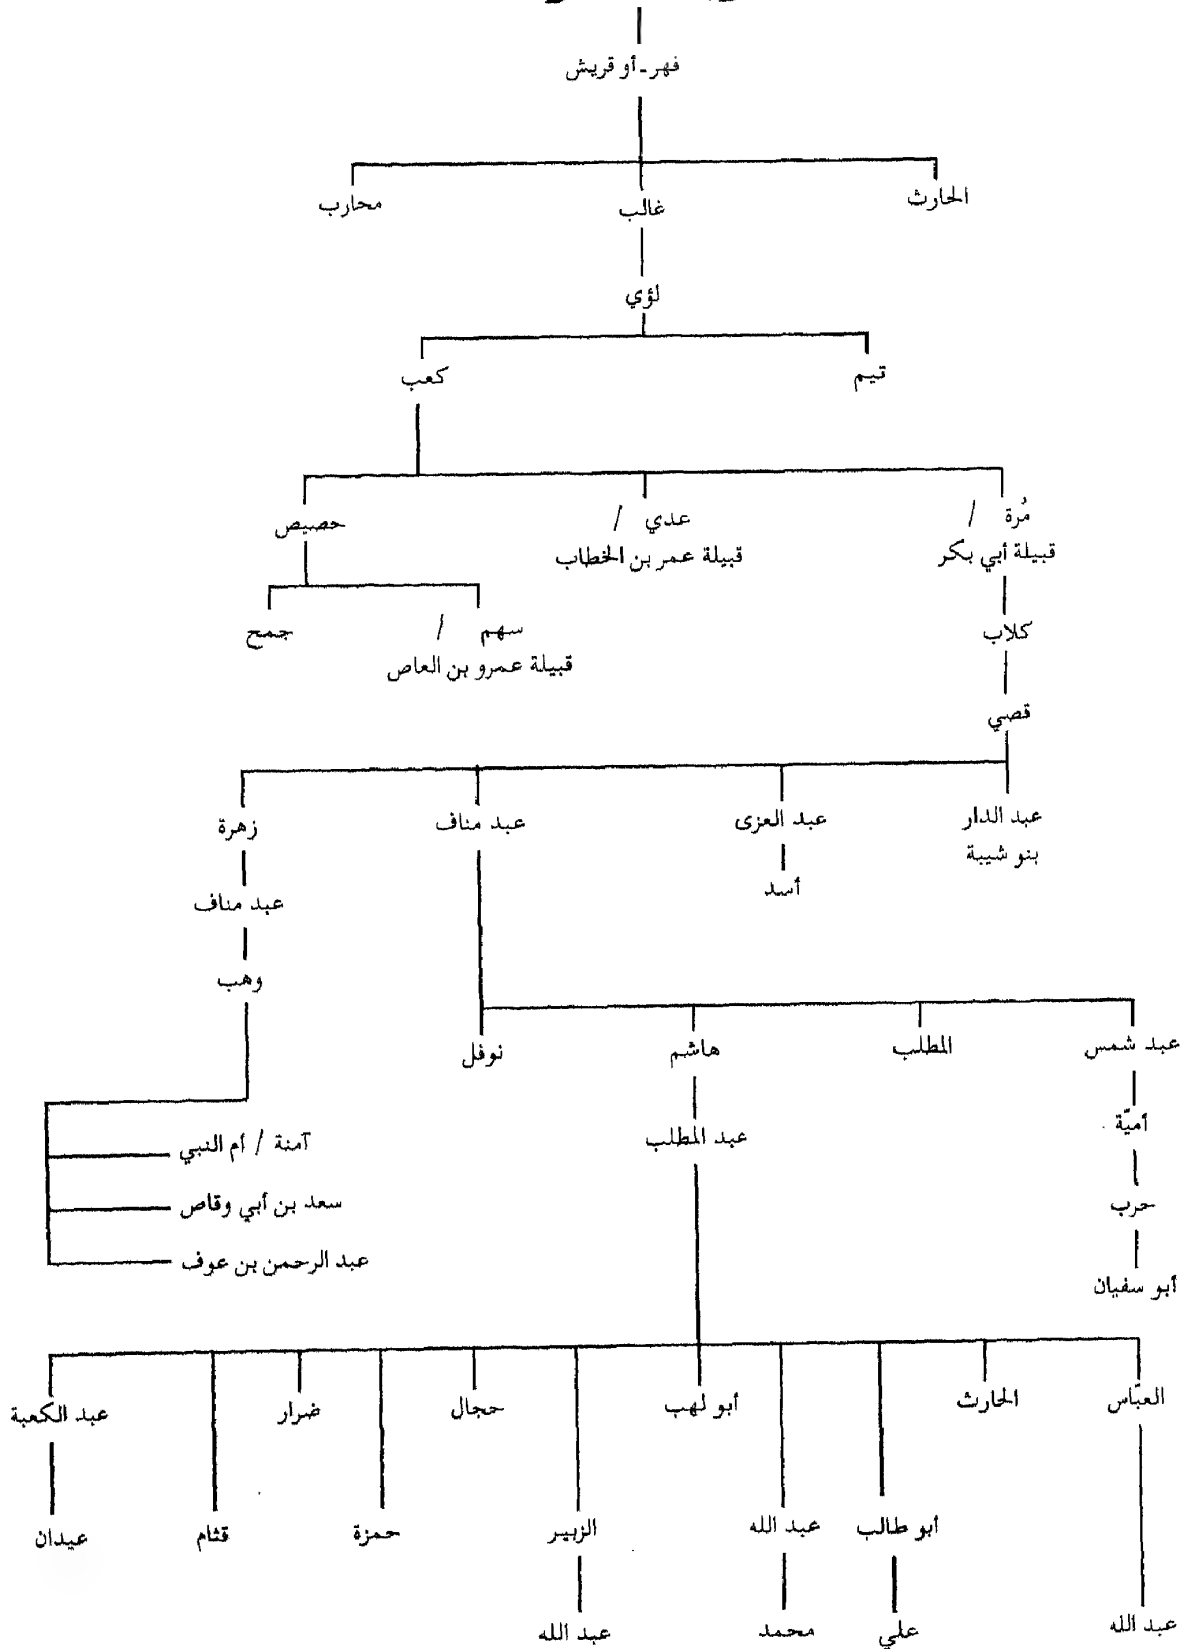 فهر ـ أو قريش
الحارث
غالب
محارب
لؤي
تيم
كعب
مُرة /
قبيلة أبي بكر
عدي /
قبيلة عمر بن الخطاب
حصيص
كلاب
سهم /
قبيلة عمرو بن العاص
جمح
قصي
عبد الدار
بنو شيبة
عبد العزى
أسد
عبد مناف
زهرة
عبد مناف
وهب
عبد شمس
المطلب
هاشم
نوفل
أميّة
عبد المطلب
آمنة / أم النبي
حرب
سعد بن أبي وقاص
عبد الرحمن بن عوف
أبو سفيان
العبّاس
الحارث
أبو لهب
حجال
ضرار
عبد الكعبة
أبو طالب
عبد الله
الزبير
حمزة
قثام
عيدان
عبد الله
علي
محمد
عبد الله